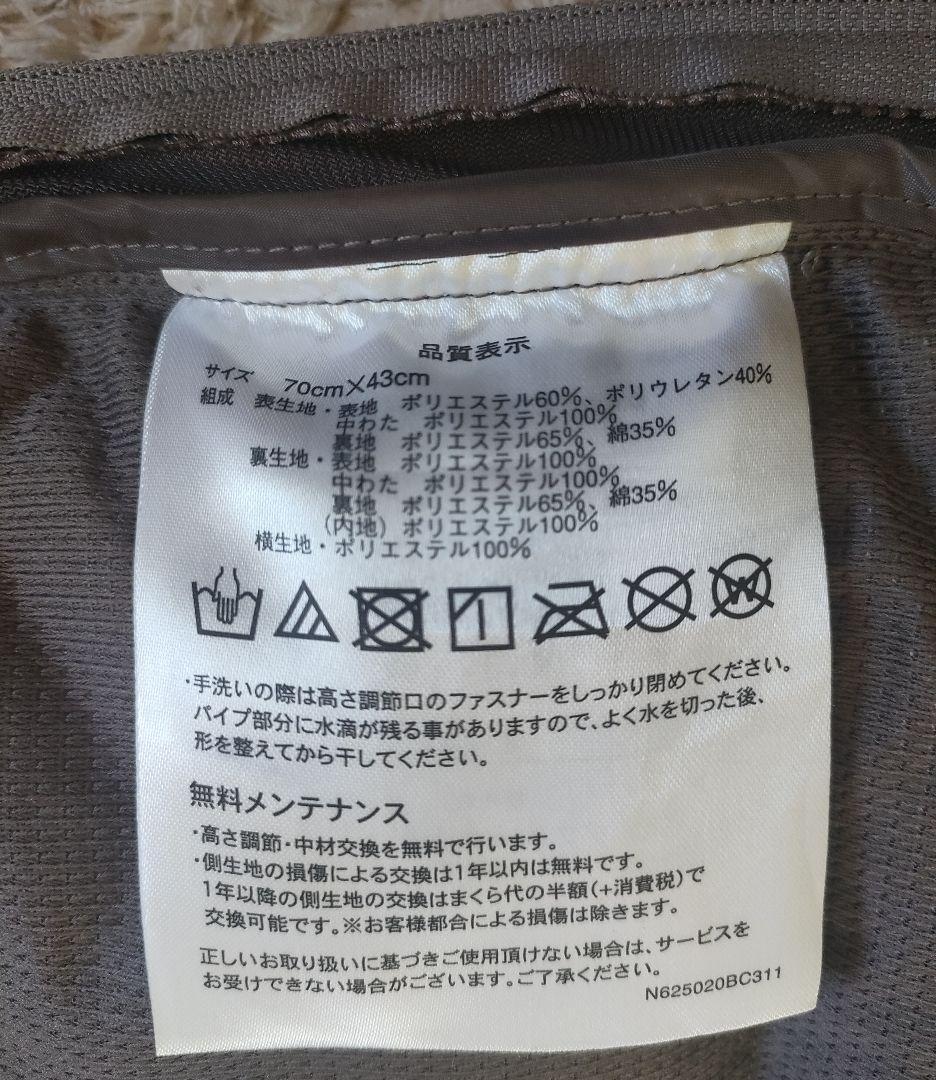 品質表示
サイズ 70cm×43cm
組成 表生地・表地 ポリエステル60%、ポリウレタン40%
中わた ポリエステル100%
裏地 ポリエステル65%、綿35%
裏生地・表地 ポリエステル100%
中わた ポリエステル100%
裏地 ポリエステル65%、綿35%
(内地) ポリエステル100%
横生地・ポリエステル100%
W
・手洗いの際は高さ調節口のファスナーをしっかり閉めてください。
パイプ部分に水滴が残る事がありますので、よく水を切った後、
形を整えてから干してください。
無料メンテナンス
・高さ調節・中材交換を無料で行います。
・側生地の損傷による交換は1年以内は無料です。
1年以降の側生地の交換はまくら代の半額(+消費税)で
交換可能です。※お客様都合による損傷は除きます。
正しいお取り扱いに基づきご使用頂けない場合は、サービスを
お受けできない場合がございます。ご了承ください。
N625020BC311